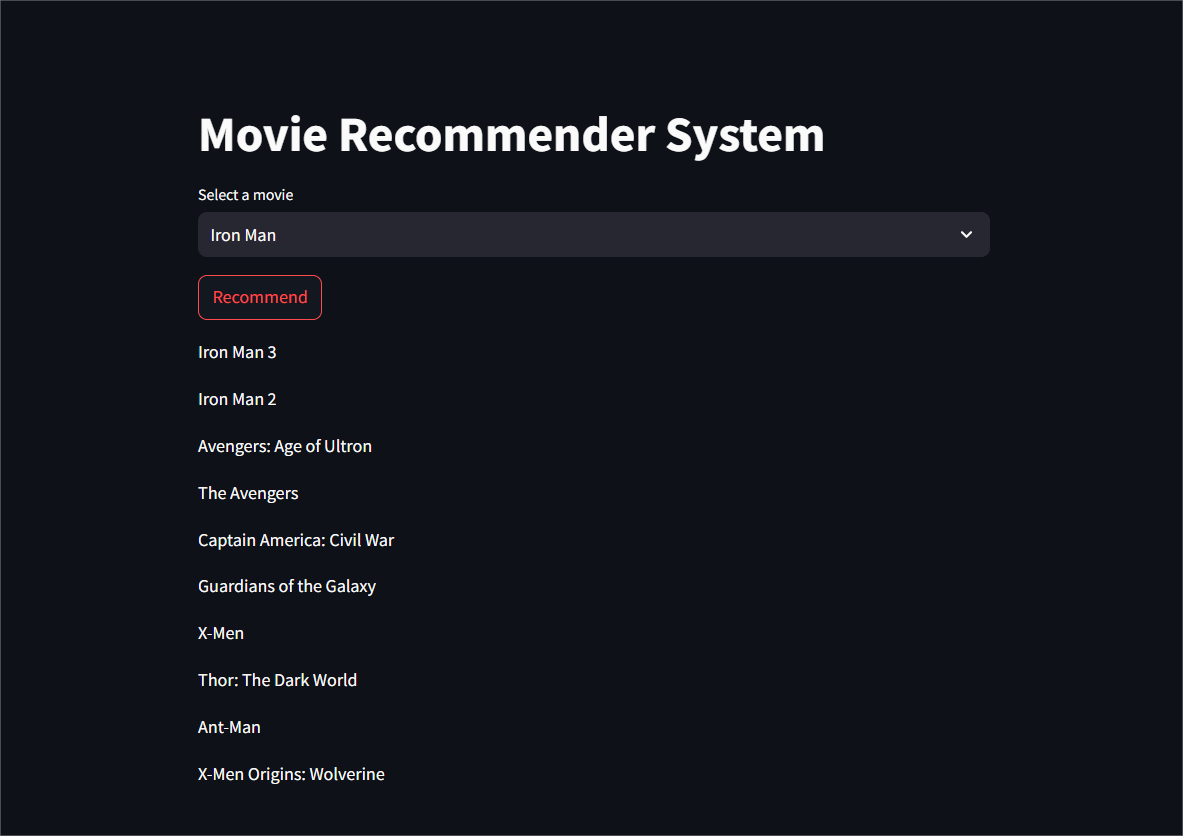 Movie Recommender System
Select a movie
Iron Man
Recommend
Iron Man 3
Iron Man 2
Avengers: Age of Ultron
The Avengers
Captain America: Civil War
Guardians of the Galaxy
X-Men
Thor: The Dark World
Ant-Man
X-Men Origins: Wolverine